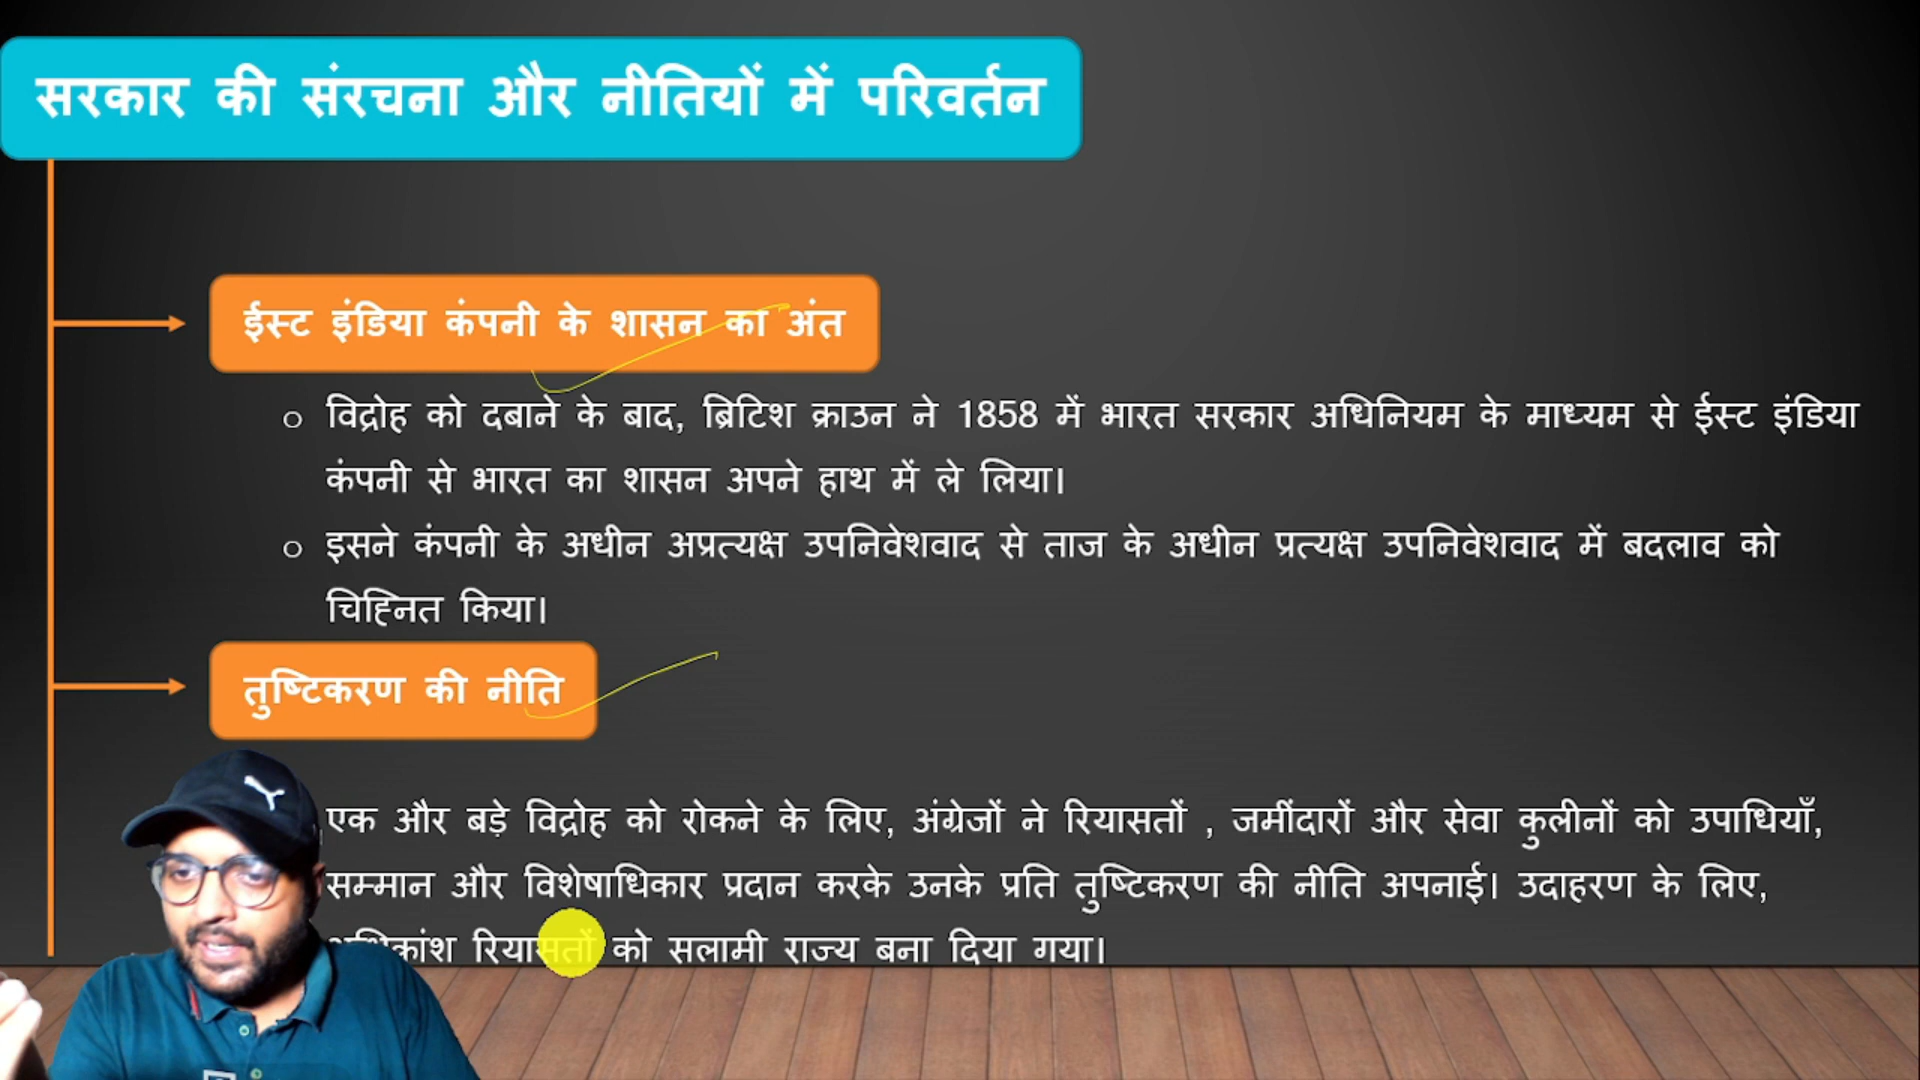 सरकार की संरचना और नीतियों में परिवर्तन
ईस्ट इंडिया कंपनी के शासन का अंत
o विद्रोह को दबाने के बाद, ब्रिटिश क्राउन ने 1858 में भारत सरकार अधिनियम के माध्यम से ईस्ट इंडिया
कंपनी से भारत का शासन अपने हाथ में ले लिया।
o इसने कंपनी के अधीन अप्रत्यक्ष उपनिवेशवाद से ताज के अधीन प्रत्यक्ष उपनिवेशवाद में बदलाव को
चिह्नित किया।
तुष्टिकरण की नीति
एक और बड़े विद्रोह को रोकने के लिए, अंग्रेजों ने रियासतों , जमींदारों और सेवा कुलीनों को उपाधियाँ,
सम्मान और विशेषाधिकार प्रदान करके उनके प्रति तुष्टिकरण की नीति अपनाई। उदाहरण के लिए,
रियासतों को सलामी राज्य बना दिया गया।